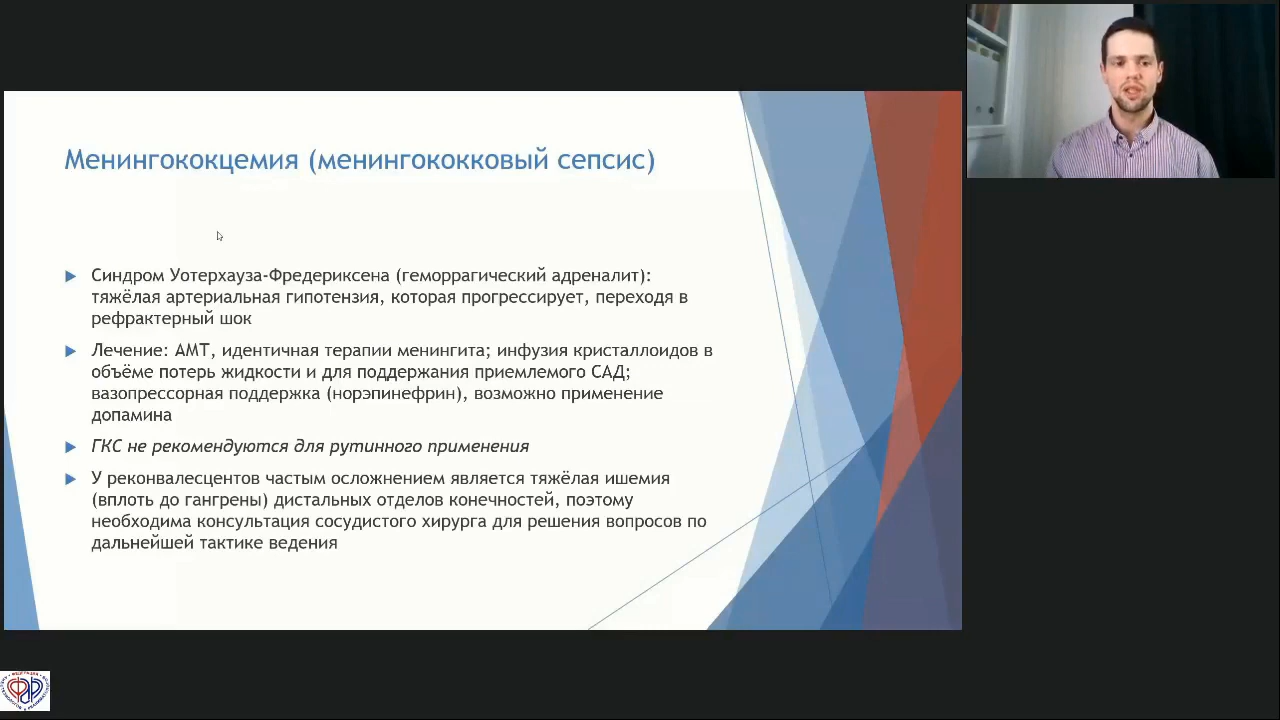 Менингококцемия (менингококковый сепсис)
Синдром Уотерхауза-Фредериксена (геморрагический адреналит):
тяжёлая артериальная гипотензия, которая прогрессирует, переходя в
рефрактерный шок
Лечение: АМТ, идентичная терапии менингита; инфузия кристаллоидов в
объёме потерь жидкости и для поддержания приемлемого САД;
вазопрессорная поддержка (норэпинефрин), возможно применение
допамина
ГКС не рекомендуются для рутинного применения
У реконвалесцентов частым осложнением является тяжёлая ишемия
(вплоть до гангрены) дистальных отделов конечностей, поэтому
необходима консультация сосудистого хирурга для решения вопросов по
дальнейшей тактике ведения